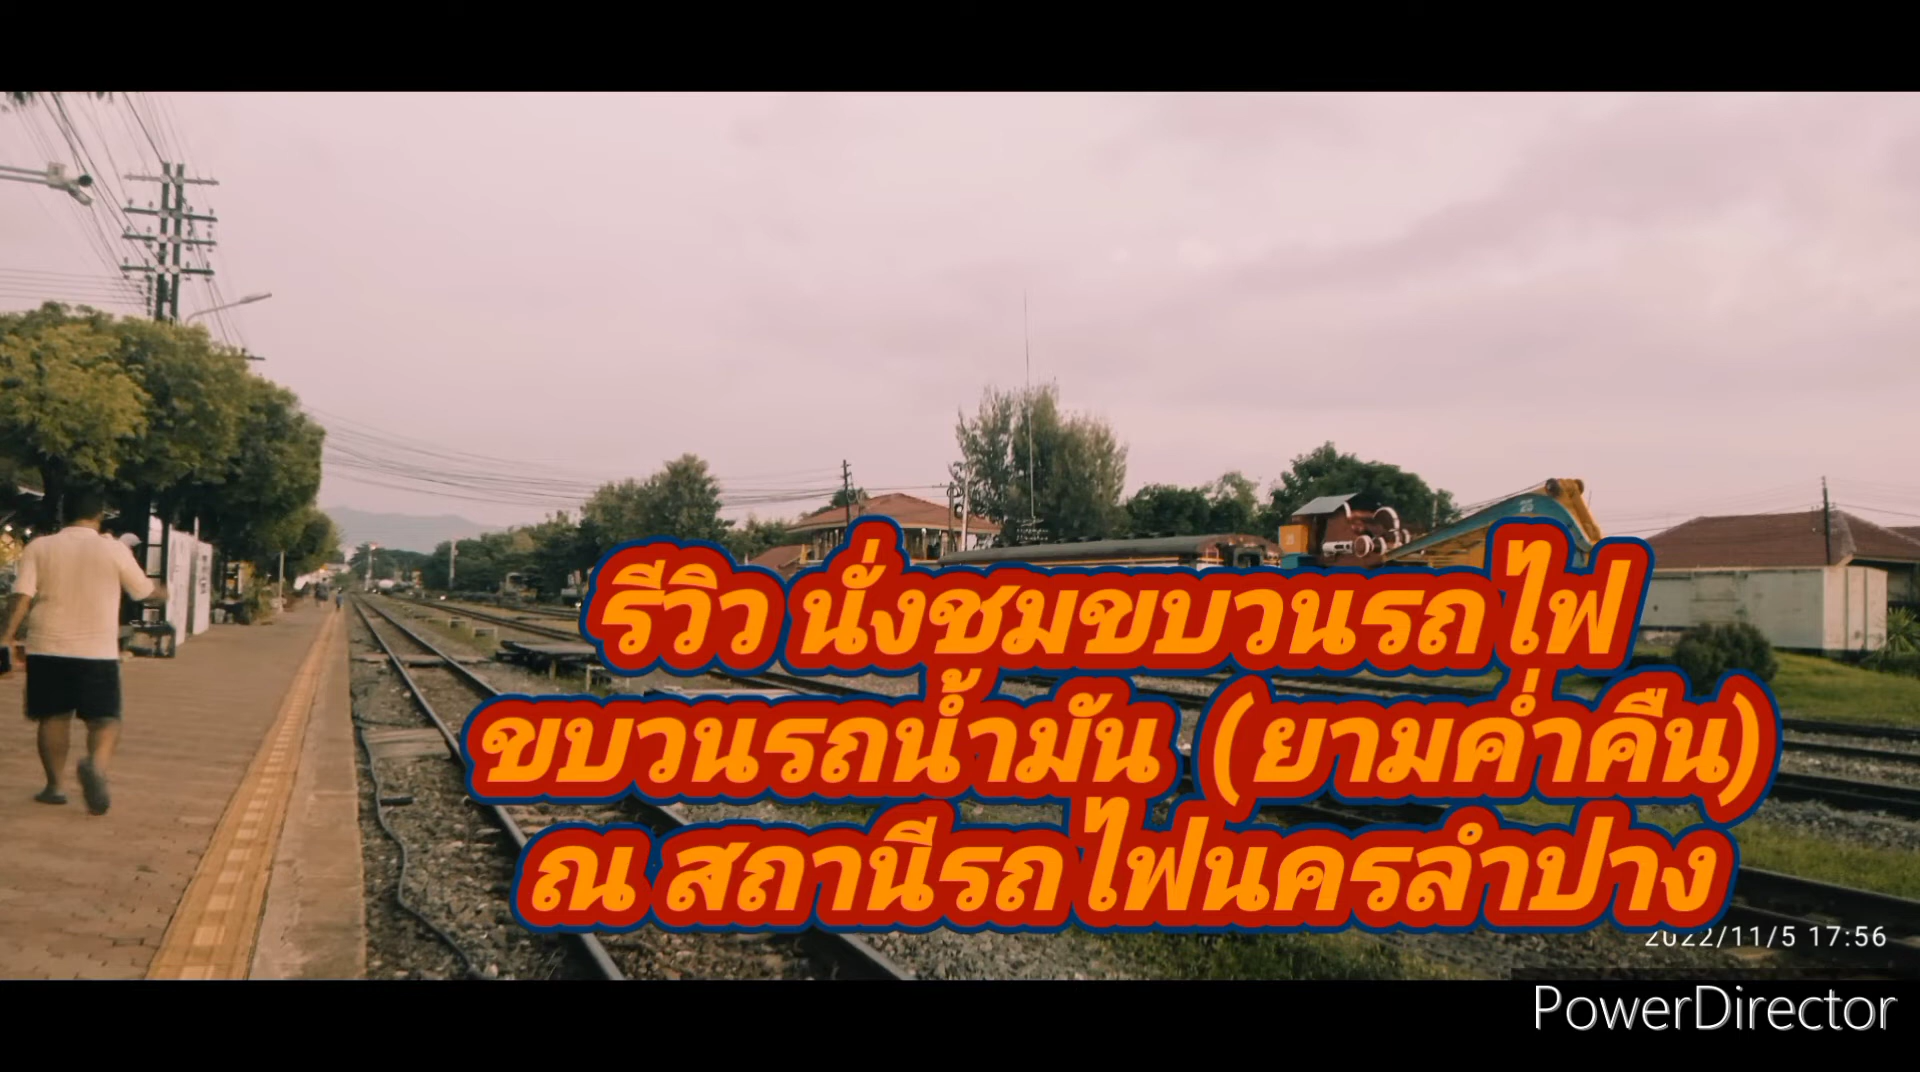 25
รีวิว นั่งชมขบวนรถไฟ
ขบวนรถน้ำมัน (ยามค่ำคืน)
ณ สถานีรถไฟนครลำปาง
2022/11/5 17:56
PowerDirector